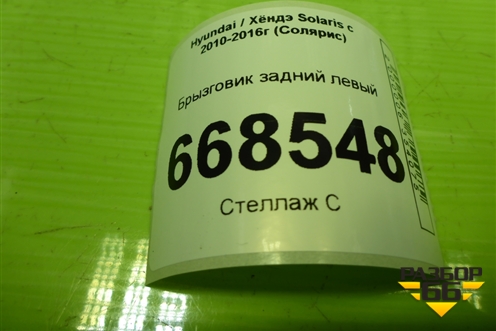 Hyundai / Хёндэ Solaris с
2010-2016г (Солярис)
Брызговик задний левый
668548
Стеллаж С
РАЗБОР
66